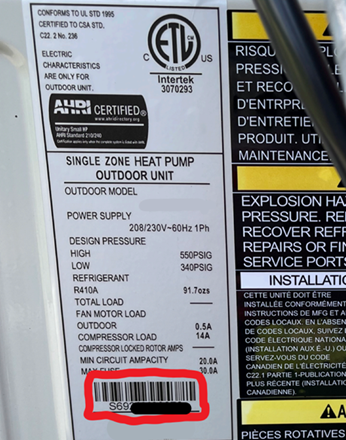 CONFORMS TO UL STD 1995
CERTIFIED TO CSA STD.
C22. 2 No. 236
ELECTRIC
CHARACTERISTICS
ARE ONLY FOR
OUTDOOR UNIT.
C ETL US
LISTED
Intertek
3070293
AHRI CERTIFIED®
www.ahridirectory.org
Unitary Small HP
AHRI Standard 210/240
SINGLE ZONE HEAT PUMP
OUTDOOR UNIT
OUTDOOR MODEL
POWER SUPPLY
208/230V~60Hz 1Ph
DESIGN PRESSURE
HIGH 550PSIG
LOW 340PSIG
REFRIGERANT
R410A 91.7ozs
TOTAL LOAD —
FAN MOTOR LOAD
OUTDOOR 0.5A
COMPRESSOR LOAD 14A
COMPRESSOR LOCKED ROTOR AMPS —
MIN CIRCUIT AMPACITY 20.0A
30.0A
S69
RISQUE
PRESSI
ET RECO
D'ENTREPR
D'ENTRETIE
PRODUIT. UT
MAINTENANCE
EXPLOSION HA
PRESSURE. RE
RECOVER REFR
REPAIRS OR FIN
SERVICE PORTS
INSTALLATIO
CETTE UNITÉ DOIT ÊTRE
INSTALLÉE CONFORMÉMENT
INSTRUCTIONS DE MFG ET A
CODES LOCAUX. EN L'ABSEN
DE CODES LOCAUX, SUIVEZ
CODE ÉLECTRIQUE NATION
(INSTALLATION AUX É.-U.) OU
SERVEZ-VOUS DU CODE
CANADIEN DE L'ÉLECTRICITÉ
C22.1 PARTIE 1-PUBLICATION
PLUS RÉCENTE (INSTALLATION
CANADIENNE).
A
PIÈCES ROTATIVES